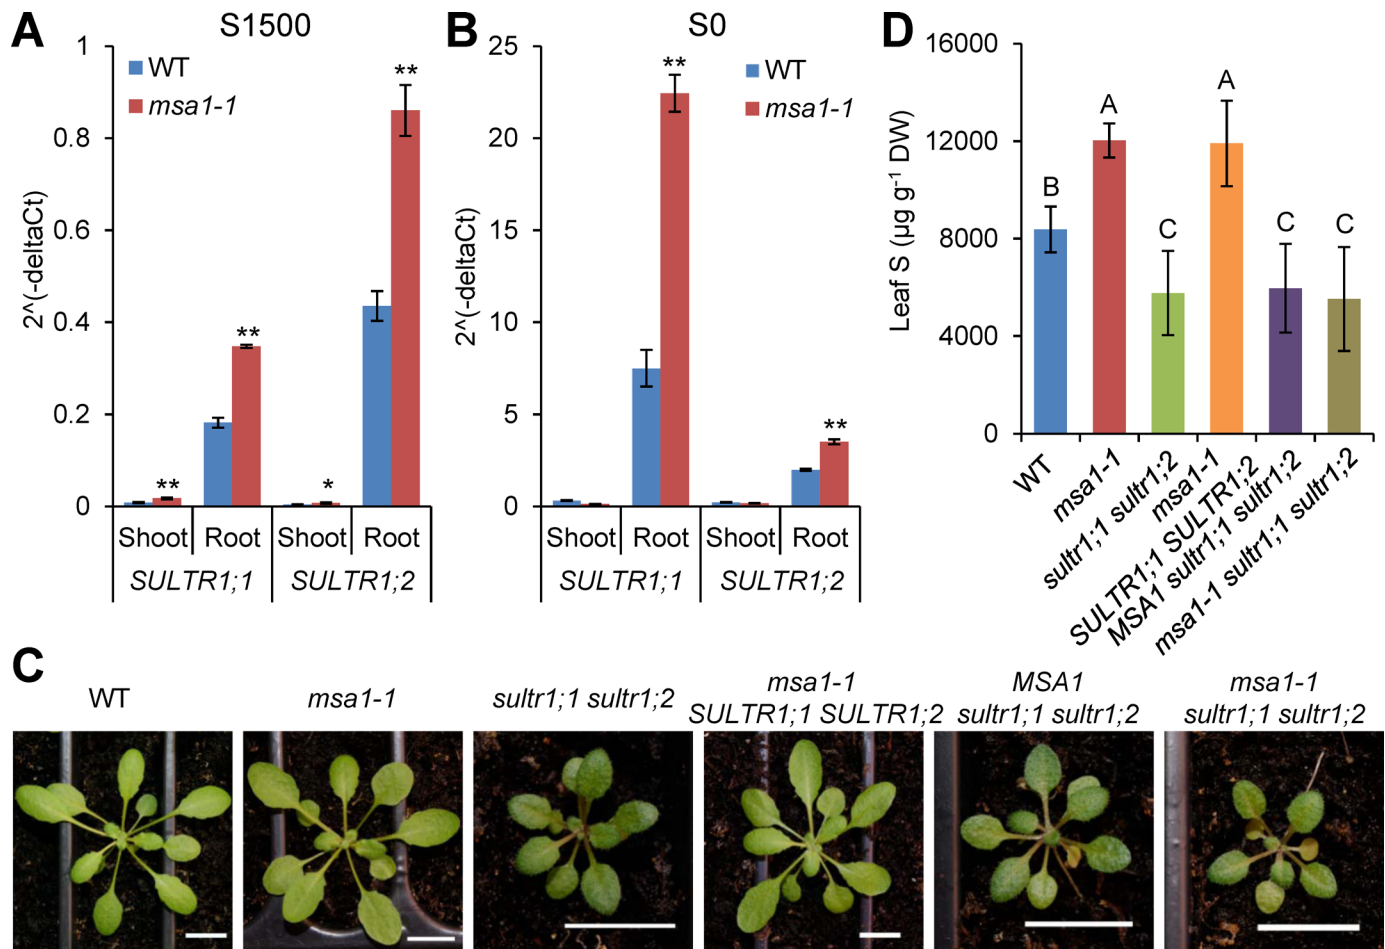 A
S1500
1
0.8
0.6
0.4
0.2
0
2^(-deltaCt)
WT
msa1-1
**
**
*
**
Shoot Root Shoot Root
SULTR1;1 SULTR1;2
B
S0
25
20
15
10
5
0
2^(-deltaCt)
WT
msa1-1
**
**
Shoot Root Shoot Root
SULTR1;1 SULTR1;2
D
16000
12000
8000
4000
0
Leaf S (µg g⁻¹ DW)
B
A
C
A
C
C
WT
msa1-1
sultr1;1 sultr1;2
msa1-1
SULTR1;1 SULTR1;2
MSA1 sultr1;1 sultr1;2
msa1-1 sultr1;1 sultr1;2
C
WT
msa1-1
sultr1;1 sultr1;2
msa1-1
SULTR1;1 SULTR1;2
MSA1
sultr1;1 sultr1;2
msa1-1
sultr1;1 sultr1;2